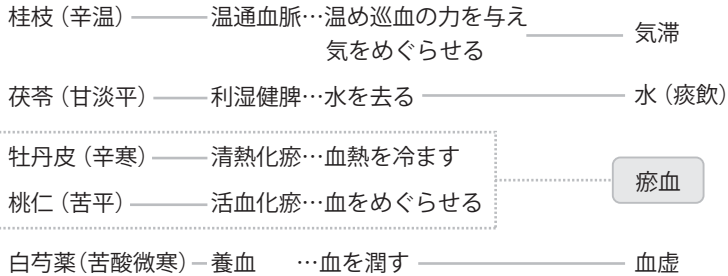 桂枝（辛温） 温通血脈…温め巡血の力を与え
気をめぐらせる 気滞
茯苓（甘淡平） 利湿健脾…水を去る 水（痰飲）
牡丹皮（辛寒） 清熱化瘀…血熱を冷ます
桃仁（苦平） 活血化瘀…血をめぐらせる
瘀血
白芍薬（苦酸微寒） 養血 …血を潤す 血虚